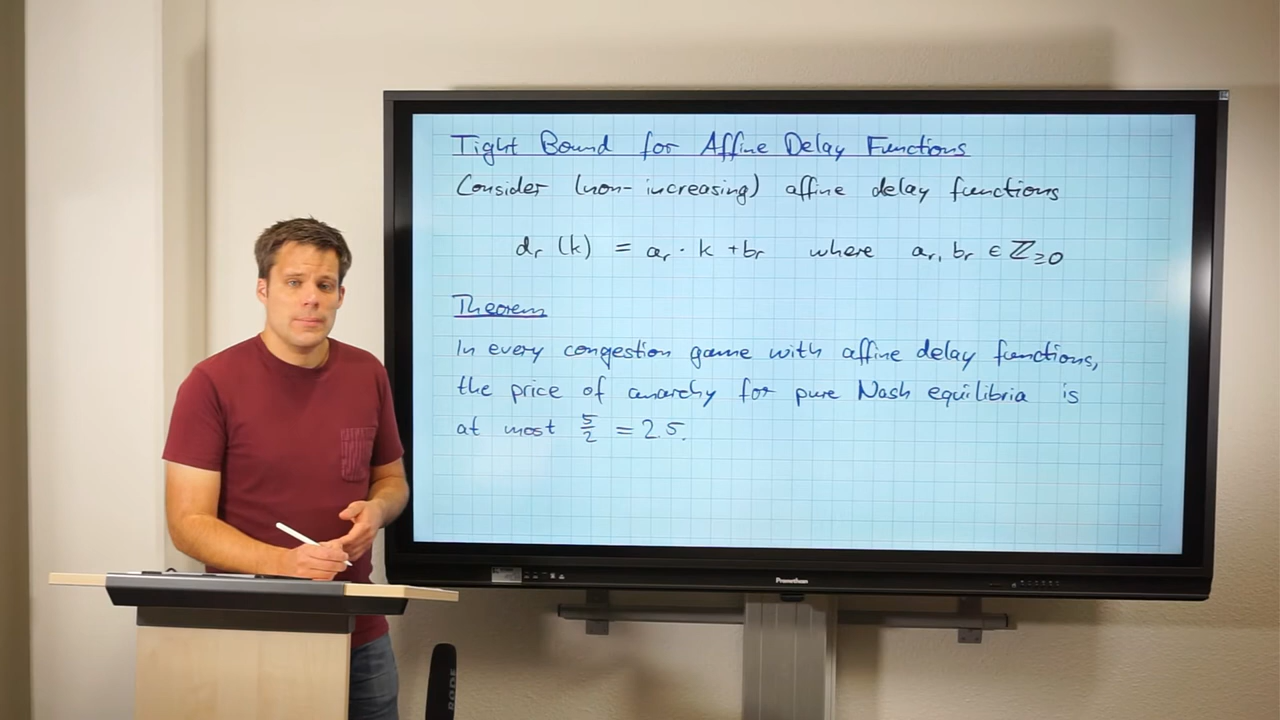 Tight Bound for Affine Delay Functions
Consider (non-increasing) affine delay functions
dᵣ(k) = aᵣ · k + bᵣ where aᵣ, bᵣ ∈ ℤ≥0
Theorem
In every congestion game with affine delay functions,
the price of anarchy for pure Nash equilibria is
at most 5/2 = 2.5.
Promethean
RODE